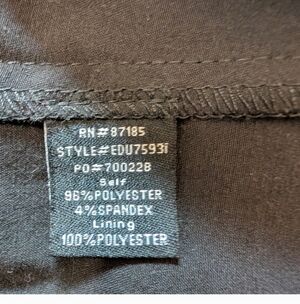 RN#87185
STYLE#EDU7593i
PO#700228
Self
96%POLYESTER
4%SPANDEX
Lining
100%POLYESTER